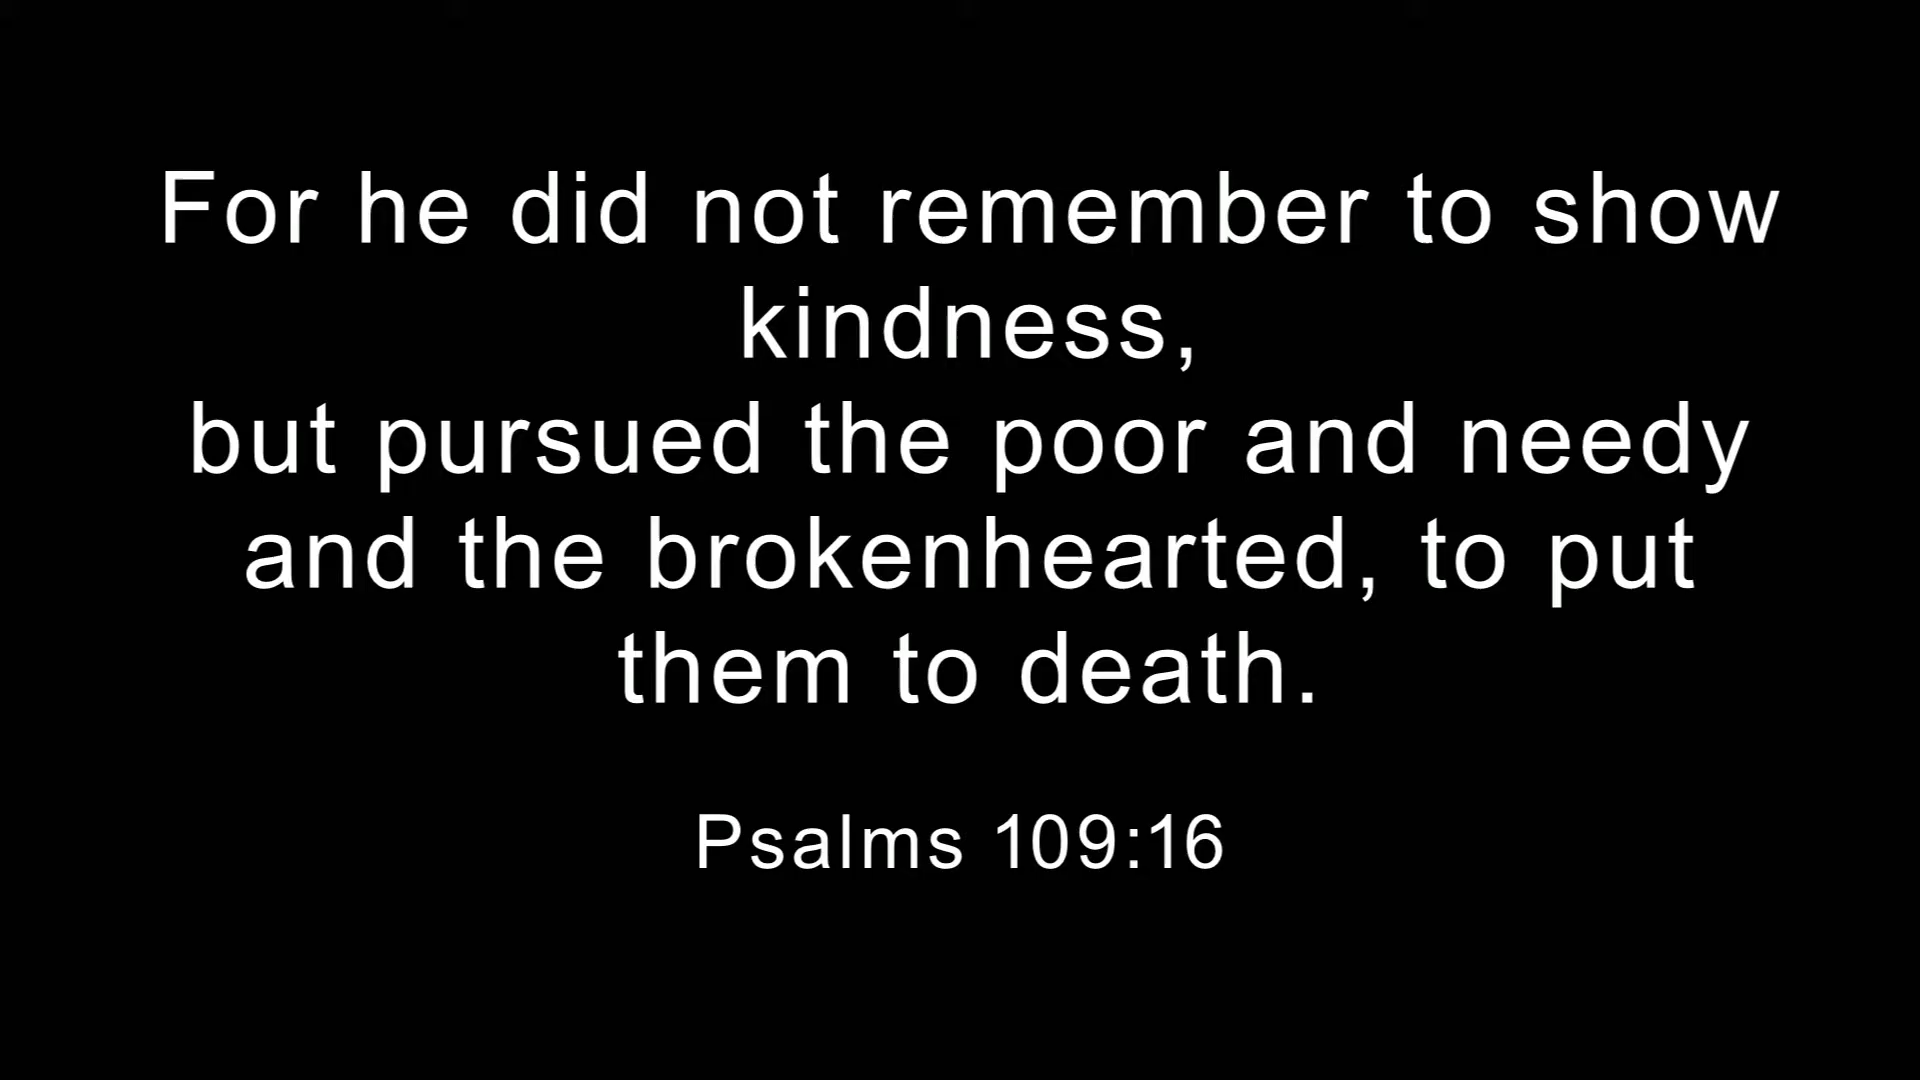 For he did not remember to show
kindness,
but pursued the poor and needy
and the brokenhearted, to put
them to death.
Psalms 109:16